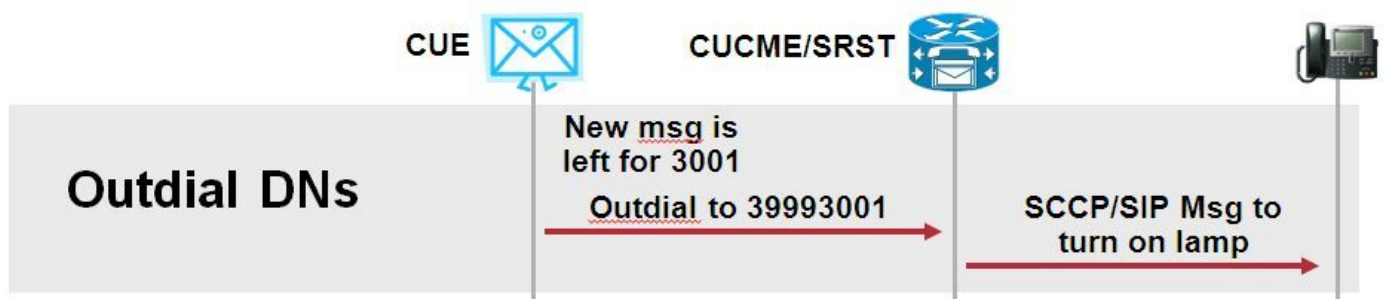 CUE
CUCME/SRST
New msg is
left for 3001
Outdial DNs
Outdial to 39993001
SCCP/SIP Msg to
turn on lamp